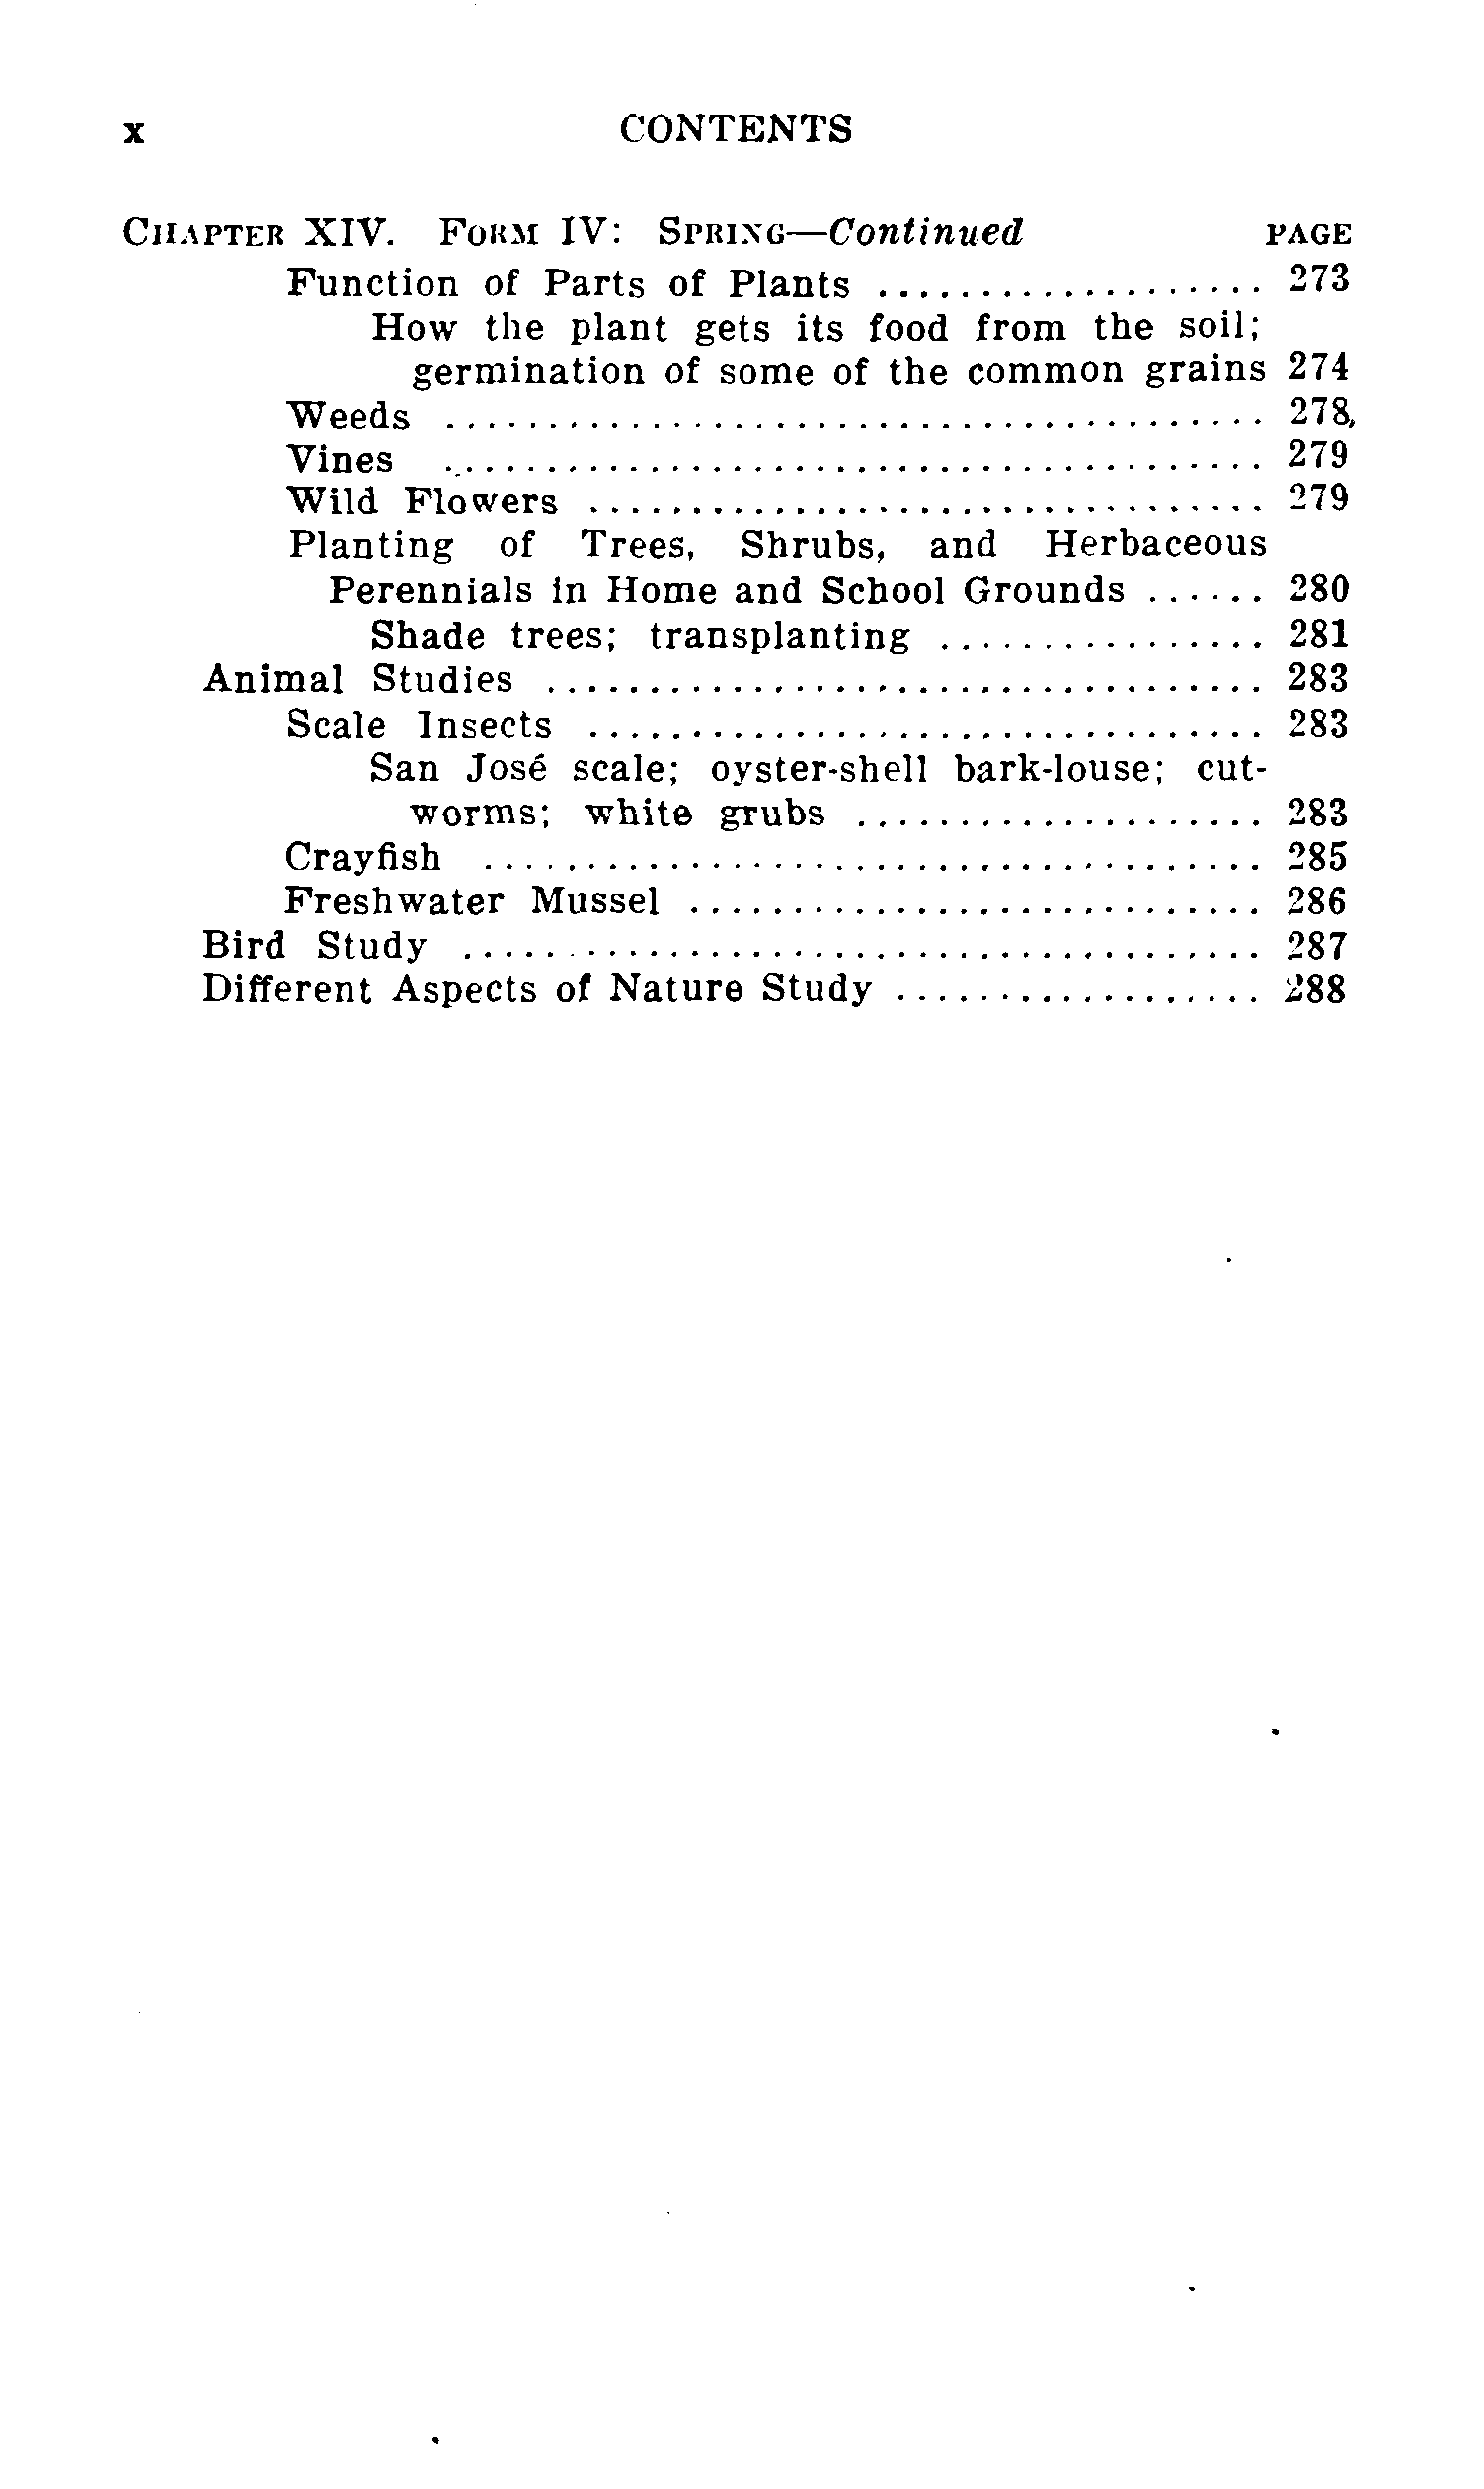 x CONTENTS
CHAPTER XIV. FORM IV: SPRING—Continued PAGE
Function of Parts of Plants ................... 273
How the plant gets its food from the soil;
germination of some of the common grains 274
Weeds ........................................ 278,
Vines ........................................ 279
Wild Flowers ................................. 279
Planting of Trees, Shrubs, and Herbaceous
Perennials in Home and School Grounds ...... 280
Shade trees; transplanting ................ 281
Animal Studies ................................... 283
Scale Insects ................................. 283
San José scale; oyster-shell bark-louse; cut-
worms; white grubs .................... 283
Crayfish ...................................... 285
Freshwater Mussel ............................ 286
Bird Study ....................................... 287
Different Aspects of Nature Study .................. 288